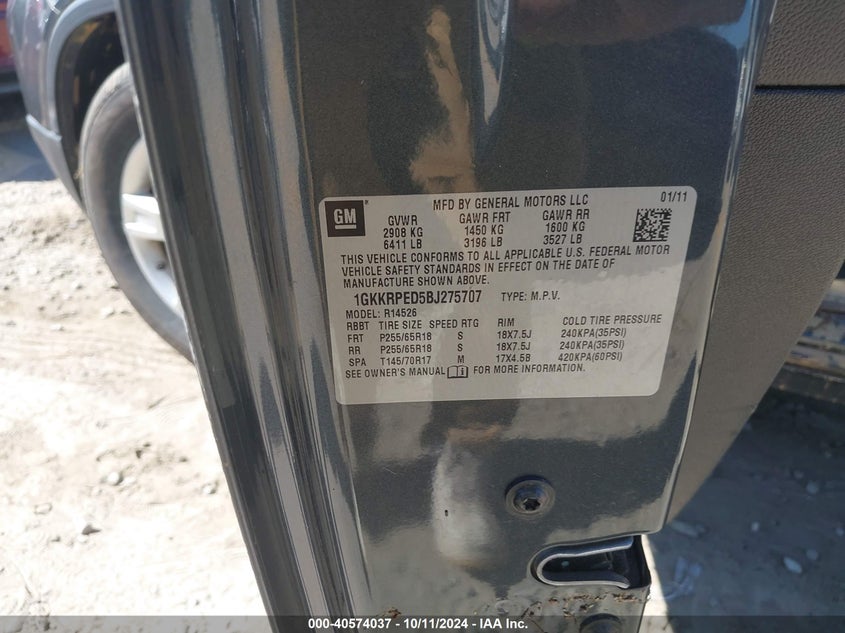 GM
MFD BY GENERAL MOTORS LLC 01/11
GVWR GAWR FRT GAWR RR
2908 KG 1450 KG 1600 KG
6411 LB 3196 LB 3527 LB
THIS VEHICLE CONFORMS TO ALL APPLICABLE U.S. FEDERAL MOTOR
VEHICLE SAFETY STANDARDS IN EFFECT ON THE DATE OF
MANUFACTURE SHOWN ABOVE.
1GKKRPED5BJ275707 TYPE: M.P.V.
MODEL: R14526
RBBT TIRE SIZE SPEED RTG RIM COLD TIRE PRESSURE
FRT P255/65R18 S 18X7.5J 240KPA(35PSI)
RR P255/65R18 S 18X7.5J 240KPA(35PSI)
SPA T145/70R17 M 17X4.5B 420KPA(60PSI)
SEE OWNER'S MANUAL FOR MORE INFORMATION.
000-40574037 - 10/11/2024 - IAA Inc.